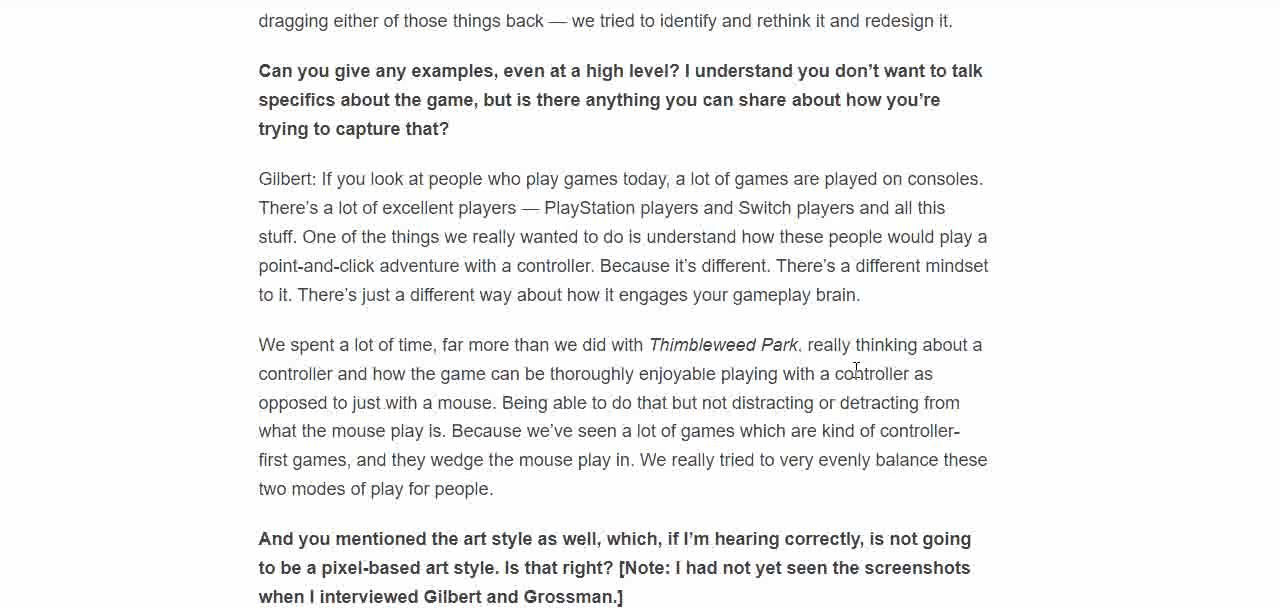 dragging either of those things back — we tried to identify and rethink it and redesign it.
Can you give any examples, even at a high level? I understand you don’t want to talk
specifics about the game, but is there anything you can share about how you’re
trying to capture that?
Gilbert: If you look at people who play games today, a lot of games are played on consoles.
There’s a lot of excellent players — PlayStation players and Switch players and all this
stuff. One of the things we really wanted to do is understand how these people would play a
point-and-click adventure with a controller. Because it’s different. There’s a different mindset
to it. There’s just a different way about how it engages your gameplay brain.
We spent a lot of time, far more than we did with Thimbleweed Park, really thinking about a
controller and how the game can be thoroughly enjoyable playing with a controller as
opposed to just with a mouse. Being able to do that but not distracting or detracting from
what the mouse play is. Because we’ve seen a lot of games which are kind of controller-
first games, and they wedge the mouse play in. We really tried to very evenly balance these
two modes of play for people.
And you mentioned the art style as well, which, if I’m hearing correctly, is not going
to be a pixel-based art style. Is that right? [Note: I had not yet seen the screenshots
when I interviewed Gilbert and Grossman.]